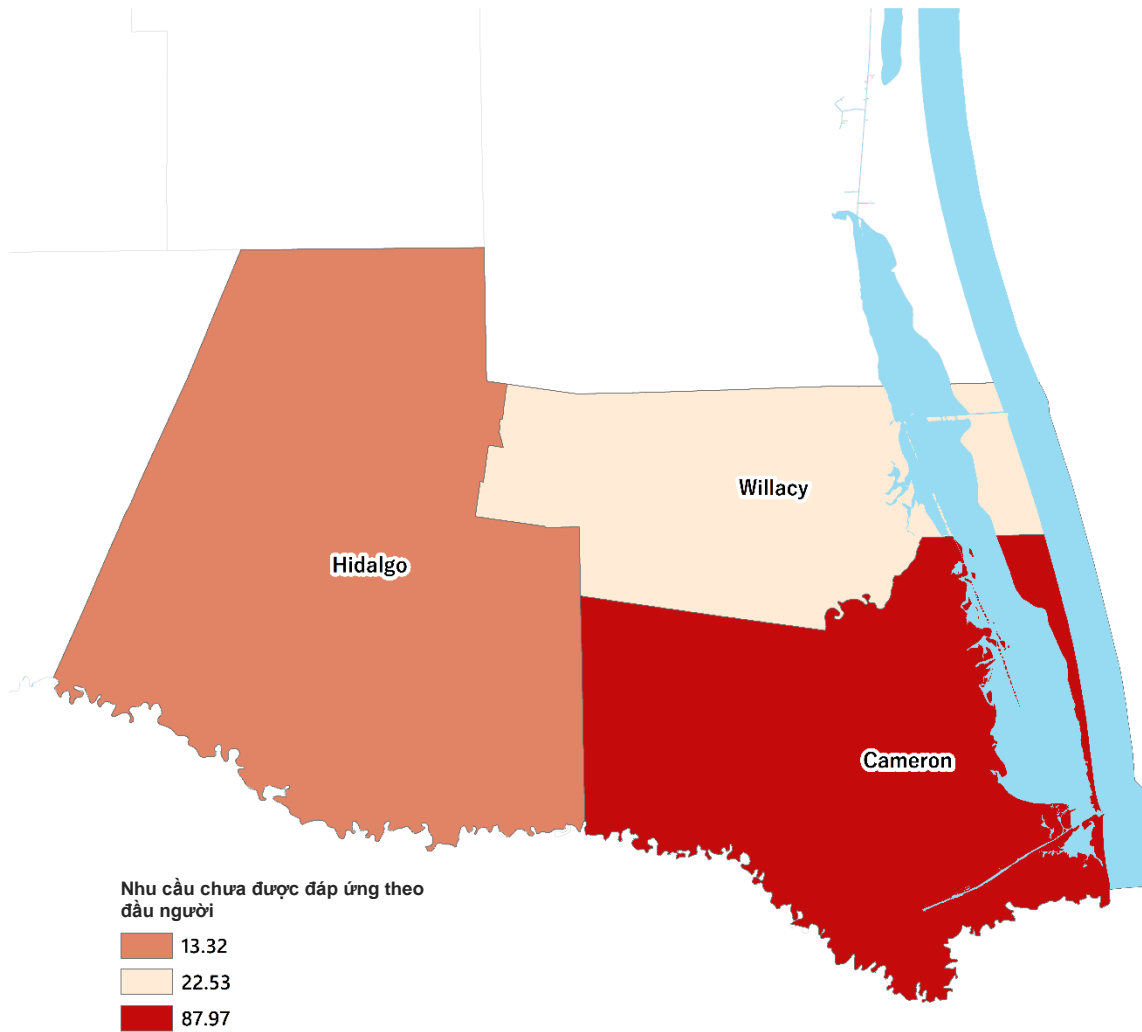 Willacy
Hidalgo
Cameron
Nhu cầu chưa được đáp ứng theo
đầu người
13.32
22.53
87.97